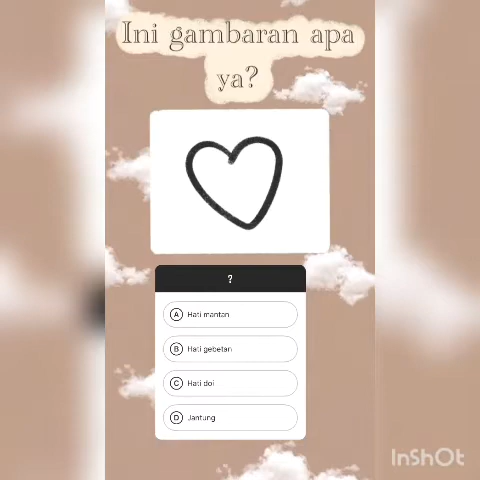 Ini gambaran apa
ya?
?
A Hati mantan
B Hati gebetan
C Hati doi
D Jantung
InShOt